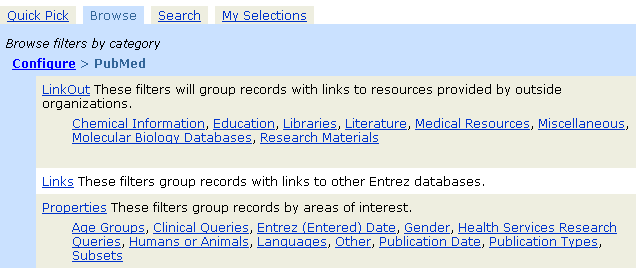 Quick Pick Browse Search My Selections
Browse filters by category
Configure > PubMed
LinkOut These filters will group records with links to resources provided by outside
organizations.
Chemical Information, Education, Libraries, Literature, Medical Resources, Miscellaneous,
Molecular Biology Databases, Research Materials
Links These filters group records with links to other Entrez databases.
Properties These filters group records by areas of interest.
Age Groups, Clinical Queries, Entrez (Entered) Date, Gender, Health Services Research
Queries, Humans or Animals, Languages, Other, Publication Date, Publication Types,
Subsets